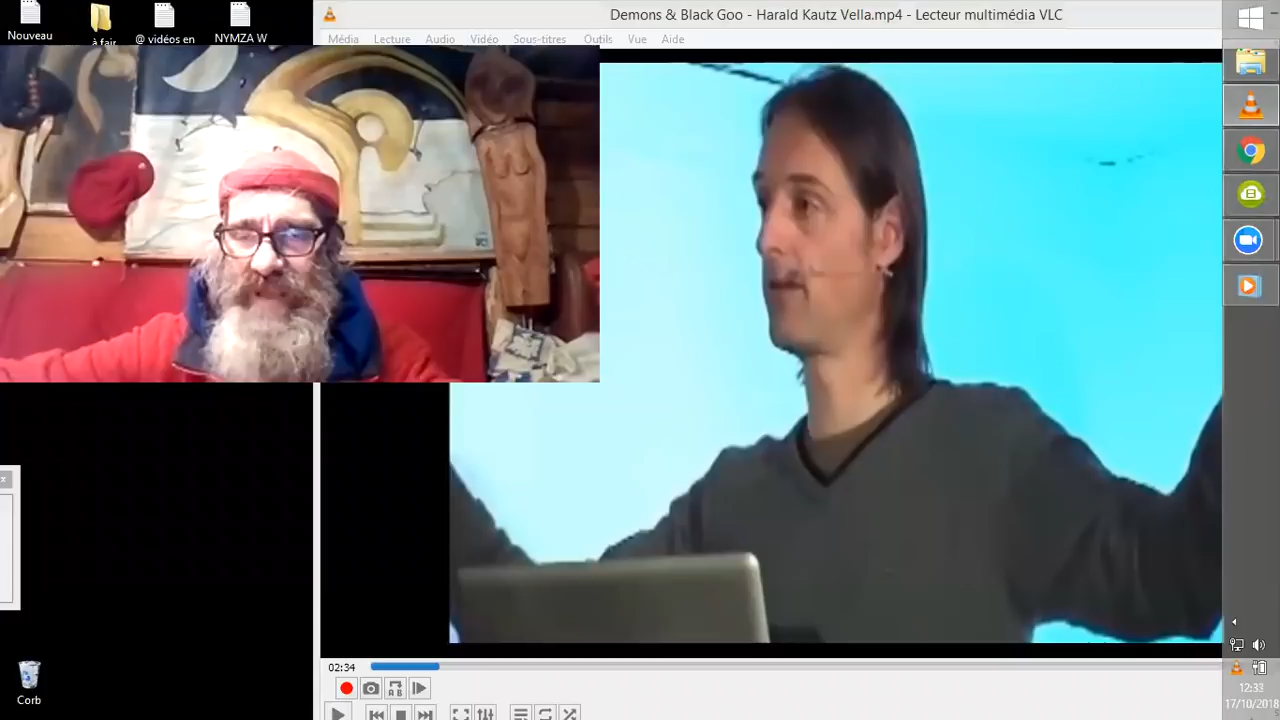 Demons & Black Goo - Harald Kautz Vella.mp4 - Lecteur multimédia VLC
Média Lecture Audio Vidéo Sous-titres Outils Vue Aide
Nouveau
à fair
@ vidéos en
NYMZA W
Corb
02:34
12:33
17/10/2018